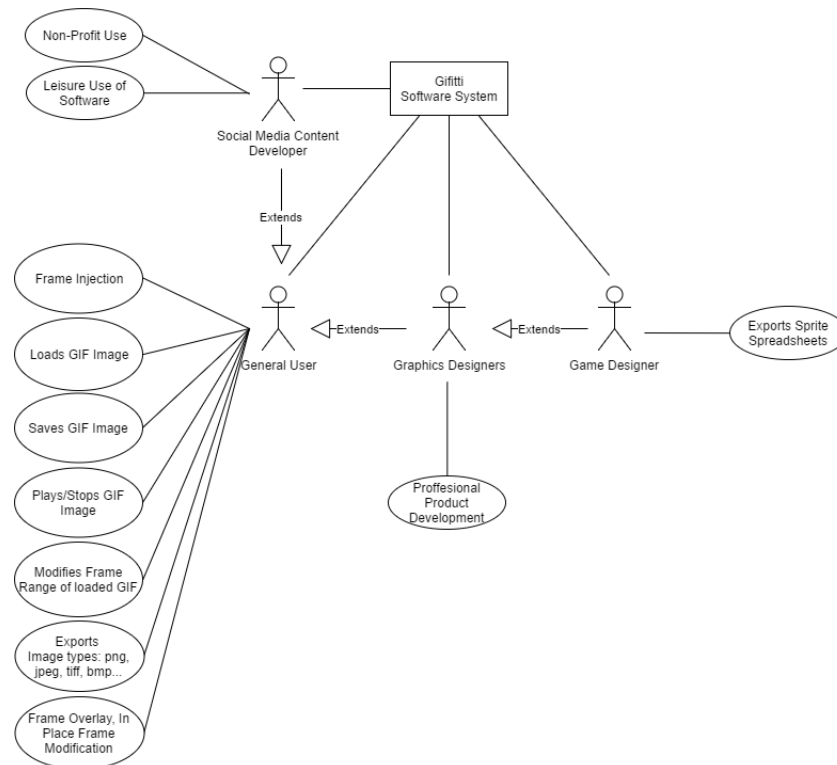 Non-Profit Use
Leisure Use of
Software
Gifitti
Software System
Social Media Content
Developer
Extends
Frame Injection
Loads GIF Image
General User
Extends
Graphics Designers
Extends
Game Designer
Exports Sprite
Spreadsheets
Saves GIF Image
Plays/Stops GIF
Image
Proffesional
Product
Development
Modifies Frame
Range of loaded GIF
Exports
Image types: png,
jpeg, tiff, bmp...
Frame Overlay, In
Place Frame
Modification